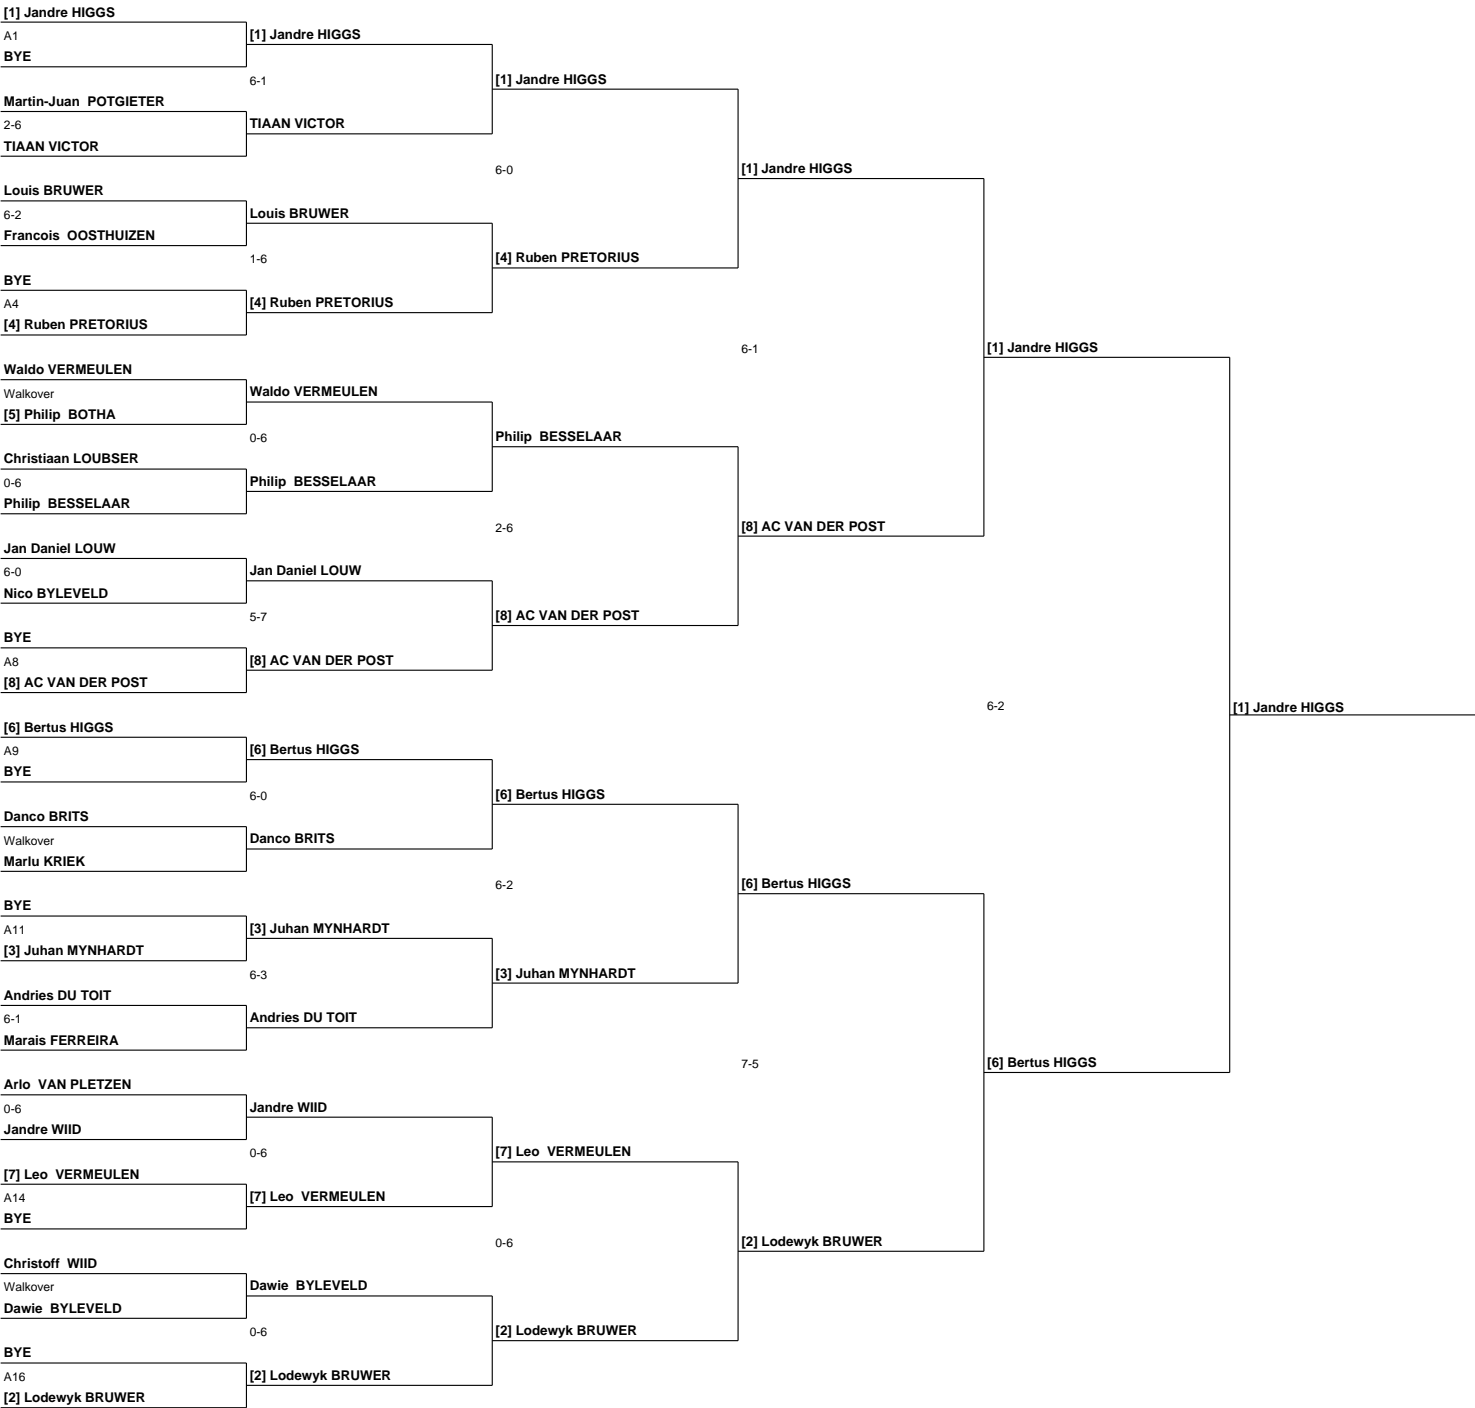 [1] Jandre HIGGS
A1
BYE
Martin-Juan  POTGIETER
2-6
TIAAN VICTOR
Louis BRUWER
6-2
Francois  OOSTHUIZEN
BYE
A4
[4] Ruben PRETORIUS
Waldo VERMEULEN
Walkover
[5] Philip  BOTHA
Christiaan LOUBSER
0-6
Philip  BESSELAAR
Jan Daniel LOUW
6-0
Nico BYLEVELD
BYE
A8
[8] AC VAN DER POST
[6] Bertus HIGGS
A9
BYE
Danco BRITS
Walkover
Marlu KRIEK
BYE
A11
[3] Juhan MYNHARDT
Andries DU TOIT
6-1
Marais FERREIRA
Arlo  VAN PLETZEN
0-6
Jandre WIID
[7] Leo  VERMEULEN
A14
BYE
Christoff  WIID
Walkover
Dawie  BYLEVELD
BYE
A16
[2] Lodewyk BRUWER
[1] Jandre HIGGS
6-1
TIAAN VICTOR
Louis BRUWER
1-6
[4] Ruben PRETORIUS
Waldo VERMEULEN
0-6
Philip  BESSELAAR
Jan Daniel LOUW
5-7
[8] AC VAN DER POST
[6] Bertus HIGGS
6-0
Danco BRITS
[3] Juhan MYNHARDT
6-3
Andries DU TOIT
Jandre WIID
0-6
[7] Leo  VERMEULEN
Dawie  BYLEVELD
0-6
[2] Lodewyk BRUWER
[1] Jandre HIGGS
6-0
[4] Ruben PRETORIUS
Philip  BESSELAAR
2-6
[8] AC VAN DER POST
[6] Bertus HIGGS
6-2
[3] Juhan MYNHARDT
[7] Leo  VERMEULEN
0-6
[2] Lodewyk BRUWER
[1] Jandre HIGGS
6-1
[8] AC VAN DER POST
[6] Bertus HIGGS
7-5
[2] Lodewyk BRUWER
[1] Jandre HIGGS
6-2
[6] Bertus HIGGS
[1] Jandre HIGGS